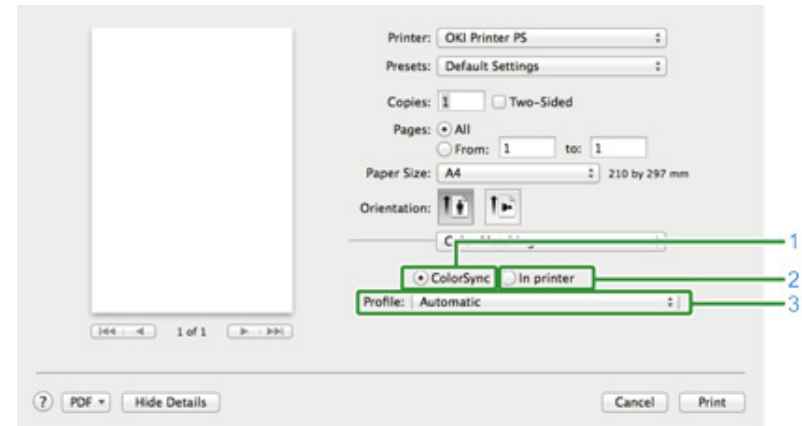 Printer: OKI Printer PS
Presets: Default Settings
Copies: 1 Two-Sided
Pages: All
From: 1 to: 1
Paper Size: A4 210 by 297 mm
Orientation:
1
ColorSync In printer 2
Profile: Automatic 3
1 of 1
? PDF Hide Details Cancel Print